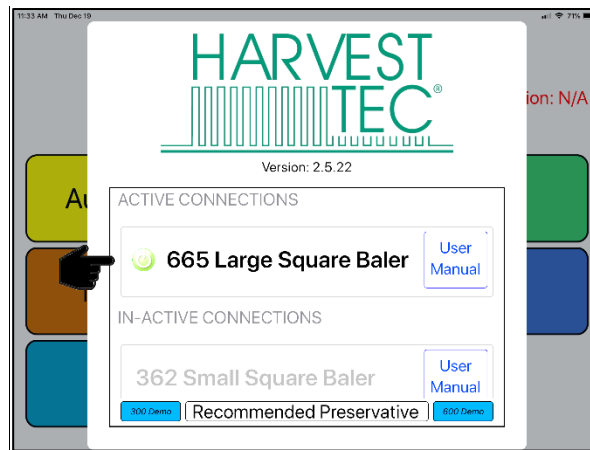 11:33 AM Thu Dec 19
71%
HARVEST
TEC®
ion: N/A
Version: 2.5.22
Au
ACTIVE CONNECTIONS
665 Large Square Baler
User
Manual
IN-ACTIVE CONNECTIONS
362 Small Square Baler
User
Manual
300 Demo
Recommended Preservative
600 Demo